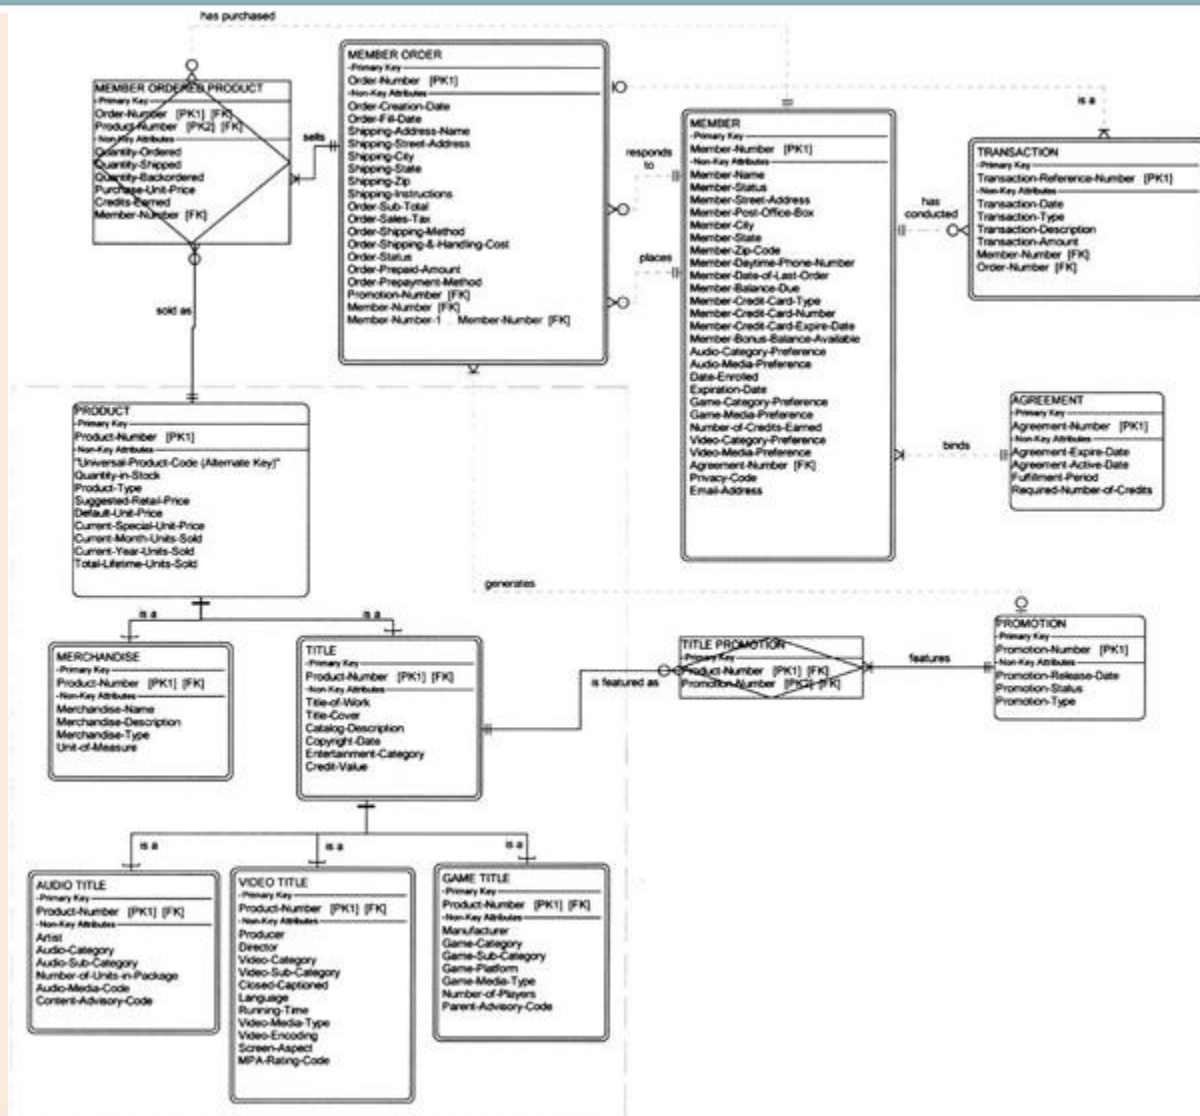 has purchased
MEMBER ORDERED PRODUCT
-Primary Key
Order-Number [PK1] [FK]
Product-Number [PK2] [FK]
-Non-Key Attributes
Quantity-Ordered
Quantity-Shipped
Quantity-Backordered
Purchase-Unit-Price
Credits-Earned
Member-Number [FK]
sells
MEMBER ORDER
-Primary Key
Order-Number [PK1]
-Non-Key Attributes
Order-Creation-Date
Order-Fill-Date
Shipping-Address-Name
Shipping-Street-Address
Shipping-City
Shipping-State
Shipping-Zip
Shipping-Instructions
Order-Sub-Total
Order-Sales-Tax
Order-Shipping-Method
Order-Shipping-&-Handling-Cost
Order-Status
Order-Prepaid-Amount
Order-Prepayment-Method
Promotion-Number [FK]
Member-Number [FK]
Member-Number-1 . Member-Number [FK]
responds
to
places
MEMBER
-Primary Key
Member-Number [PK1]
-Non-Key Attributes
Member-Name
Member-Status
Member-Street-Address
Member-Post-Office-Box
Member-City
Member-State
Member-Zip-Code
Member-Daytime-Phone-Number
Member-Date-of-Last-Order
Member-Balance-Due
Member-Credit-Card-Type
Member-Credit-Card-Number
Member-Credit-Card-Expire-Date
Member-Bonus-Balance-Available
Audio-Category-Preference
Audio-Media-Preference
Date-Enrolled
Expiration-Date
Game-Category-Preference
Game-Media-Preference
Number-of-Credits-Earned
Video-Category-Preference
Video-Media-Preference
Agreement-Number [FK]
Privacy-Code
Email-Address
is a
has
conducted
TRANSACTION
-Primary Key
Transaction-Reference-Number [PK1]
-Non-Key Attributes
Transaction-Date
Transaction-Type
Transaction-Description
Transaction-Amount
Member-Number [FK]
Order-Number [FK]
binds
AGREEMENT
-Primary Key
Agreement-Number [PK1]
-Non-Key Attributes
Agreement-Expire-Date
Agreement-Active-Date
Fulfillment-Period
Required-Number-of-Credits
sold as
PRODUCT
-Primary Key
Product-Number [PK1]
-Non-Key Attributes
"Universal-Product-Code (Alternate Key)"
Quantity-in-Stock
Product-Type
Suggested-Retail-Price
Default-Unit-Price
Current-Special-Unit-Price
Current-Month-Units-Sold
Current-Year-Units-Sold
Total-Lifetime-Units-Sold
generates
is a
is a
MERCHANDISE
-Primary Key
Product-Number [PK1] [FK]
-Non-Key Attributes
Merchandise-Name
Merchandise-Description
Merchandise-Type
Unit-of-Measure
TITLE
-Primary Key
Product-Number [PK1] [FK]
-Non-Key Attributes
Title-of-Work
Title-Cover
Catalog-Description
Copyright-Date
Entertainment-Category
Credit-Value
is featured as
TITLE PROMOTION
-Primary Key
Product-Number [PK1] [FK]
Promotion-Number [PK2] [FK]
features
PROMOTION
-Primary Key
Promotion-Number [PK1]
-Non-Key Attributes
Promotion-Release-Date
Promotion-Status
Promotion-Type
is a
is a
is a
AUDIO TITLE
-Primary Key
Product-Number [PK1] [FK]
-Non-Key Attributes
Artist
Audio-Category
Audio-Sub-Category
Number-of-Units-in-Package
Audio-Media-Code
Content-Advisory-Code
VIDEO TITLE
-Primary Key
Product-Number [PK1] [FK]
-Non-Key Attributes
Producer
Director
Video-Category
Video-Sub-Category
Closed-Captioned
Language
Running-Time
Video-Media-Type
Video-Encoding
Screen-Aspect
MPA-Rating-Code
GAME TITLE
-Primary Key
Product-Number [PK1] [FK]
-Non-Key Attributes
Manufacturer
Game-Category
Game-Sub-Category
Game-Platform
Game-Media-Type
Number-of-Players
Parent-Advisory-Code